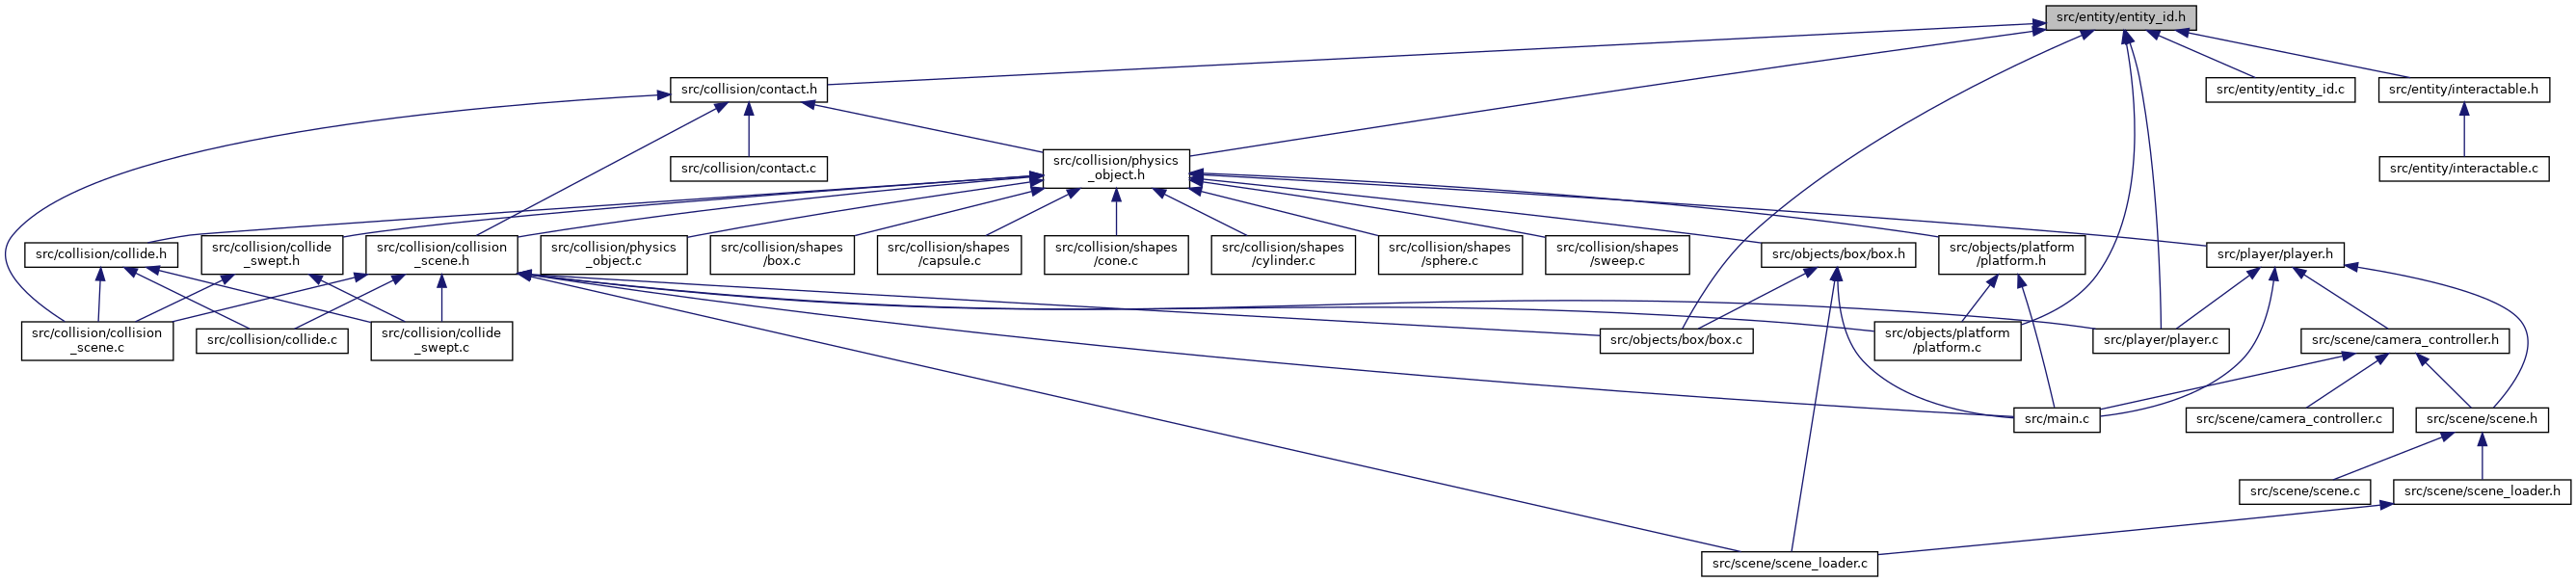 src/entity/entity_id.h
src/collision/contact.h
src/entity/entity_id.c
src/entity/interactable.h
src/collision/contact.c
src/collision/physics
_object.h
src/entity/interactable.c
src/collision/collide.h
src/collision/collide
_swept.h
src/collision/collision
_scene.h
src/collision/physics
_object.c
src/collision/shapes
/box.c
src/collision/shapes
/capsule.c
src/collision/shapes
/cone.c
src/collision/shapes
/cylinder.c
src/collision/shapes
/sphere.c
src/collision/shapes
/sweep.c
src/objects/box/box.h
src/objects/platform
/platform.h
src/player/player.h
src/collision/collision
_scene.c
src/collision/collide.c
src/collision/collide
_swept.c
src/objects/box/box.c
src/objects/platform
/platform.c
src/player/player.c
src/scene/camera_controller.h
src/main.c
src/scene/camera_controller.c
src/scene/scene.h
src/scene/scene.c
src/scene/scene_loader.h
src/scene/scene_loader.c